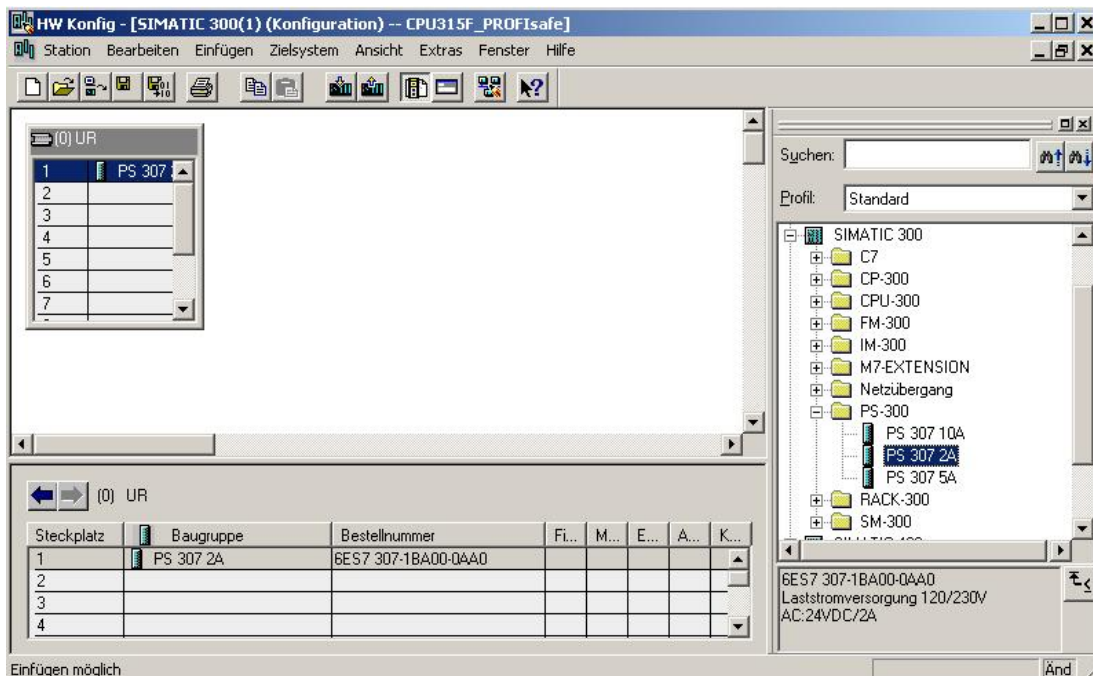 HW Konfig - [SIMATIC 300(1) (Konfiguration) -- CPU315F_PROFIsafe]
Station Bearbeiten Einfügen Zielsystem Ansicht Extras Fenster Hilfe
(0) UR
1 PS 307
2
3
4
5
6
7
Suchen:
Profil: Standard
SIMATIC 300
C7
CP-300
CPU-300
FM-300
IM-300
M7-EXTENSION
Netzübergang
PS-300
PS 307 10A
PS 307 2A
PS 307 5A
RACK-300
SM-300
(0) UR
Steckplatz Baugruppe Bestellnummer Fi... M... E... A... K...
1 PS 307 2A 6ES7 307-1BA00-0AA0
2
3
4
6ES7 307-1BA00-0AA0
Laststromversorgung 120/230V
AC:24VDC/2A
Einfügen möglich
Änd